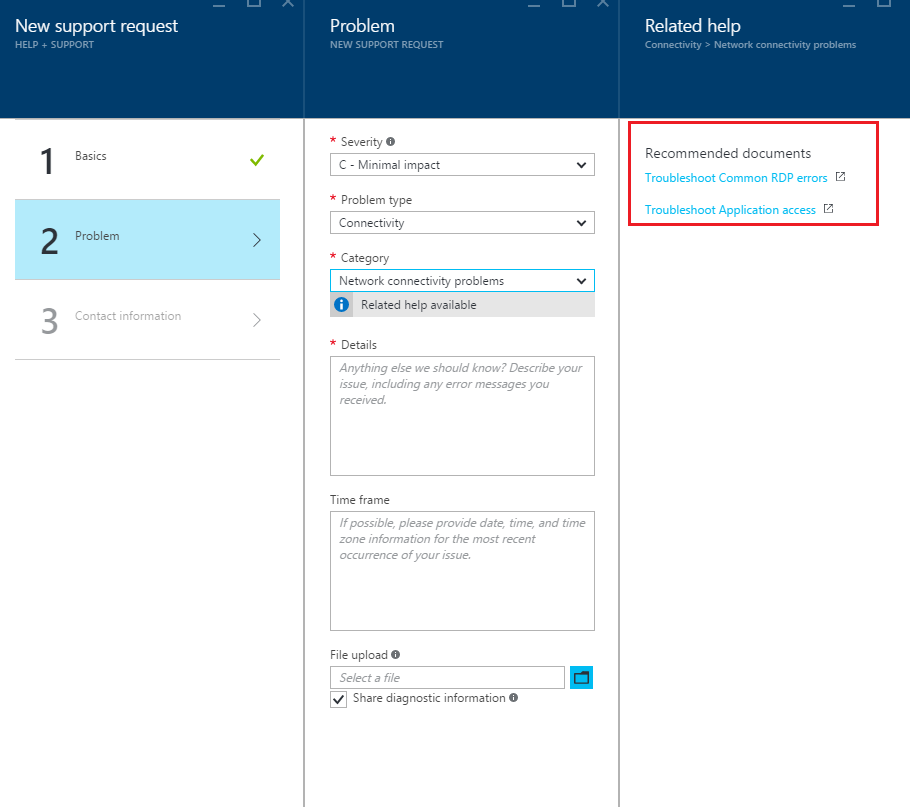 New support request
HELP + SUPPORT
1
Basics
2
Problem
3
Contact information
Problem
NEW SUPPORT REQUEST
* Severity
C - Minimal impact
* Problem type
Connectivity
* Category
Network connectivity problems
Related help available
* Details
Anything else we should know? Describe your
issue, including any error messages you
received.
Time frame
If possible, please provide date, time, and time
zone information for the most recent
occurrence of your issue.
File upload
Select a file
Share diagnostic information
Related help
Connectivity > Network connectivity problems
Recommended documents
Troubleshoot Common RDP errors
Troubleshoot Application access